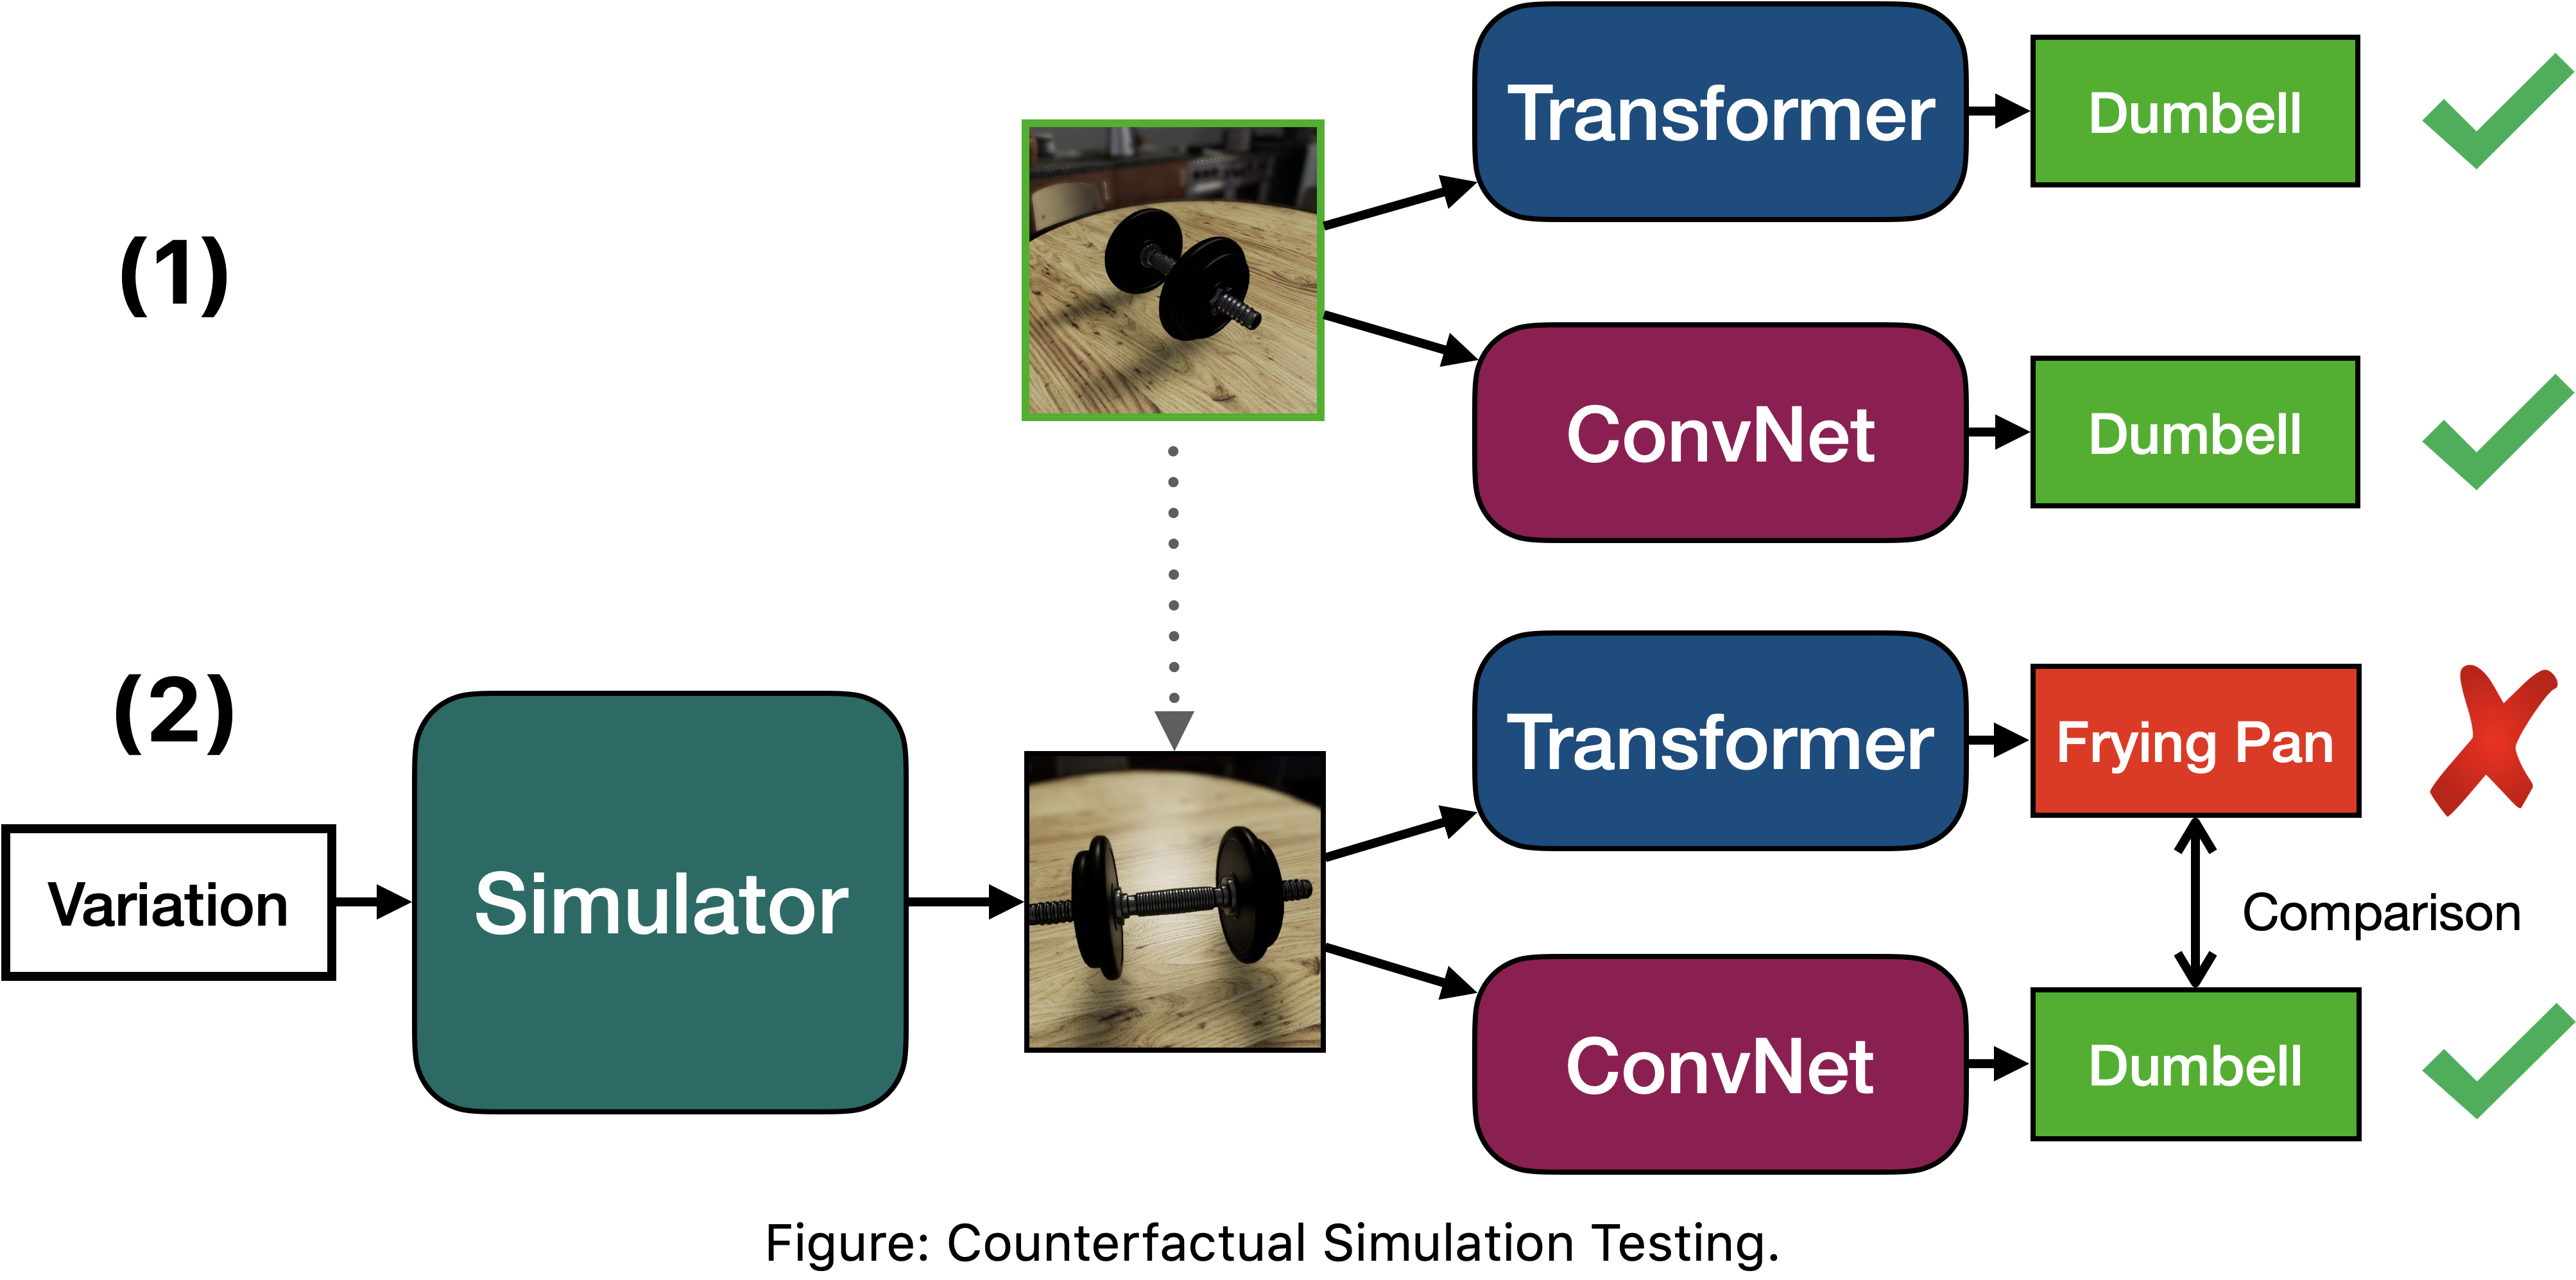 (1)
Transformer
Dumbell
ConvNet
Dumbell
(2)
Variation
Simulator
Transformer
Frying Pan
Comparison
ConvNet
Dumbell
Figure: Counterfactual Simulation Testing.